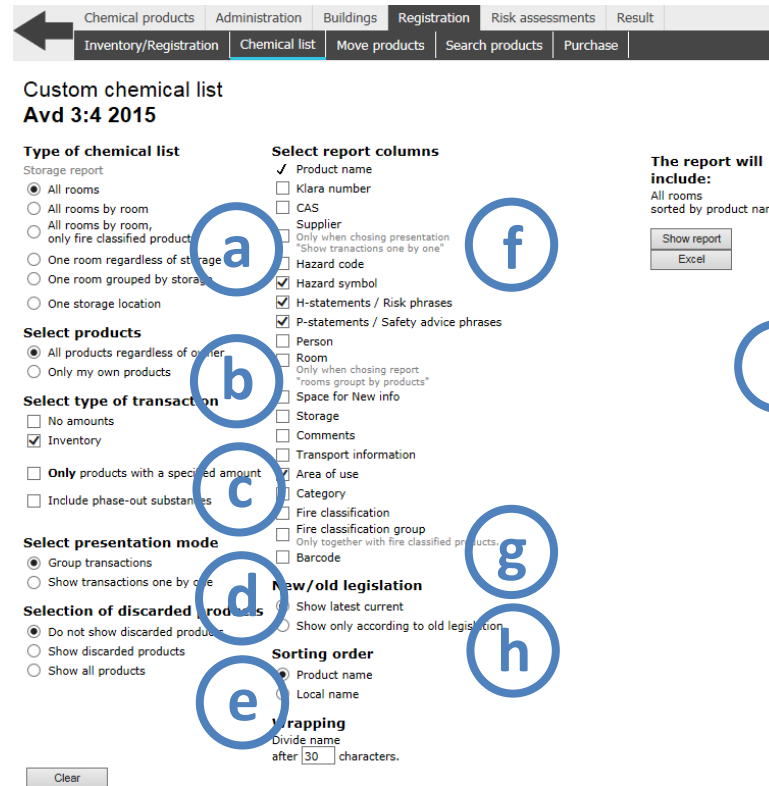 Chemical products Administration Buildings Registration Risk assessments Result
Inventory/Registration Chemical list Move products Search products Purchase
Custom chemical list
Avd 3:4 2015
Type of chemical list
Storage report
All rooms
All rooms by room
All rooms by room,
only fire classified product
One room regardless of storage
One room grouped by storage
One storage location
a
Select products
All products regardless of owner
Only my own products
b
Select type of transaction
No amounts
Inventory
Only products with a specified amount
Include phase-out substances
c
Select presentation mode
Group transactions
Show transactions one by one
d
Selection of discarded products
Do not show discarded products
Show discarded products
Show all products
e
Clear
Select report columns
Product name
Klara number
CAS
Supplier
Only when chosing presentation
"Show tranactions one by one"
Hazard code
Hazard symbol
H-statements / Risk phrases
P-statements / Safety advice phrases
Person
Room
Only when chosing report
"rooms groupt by products"
Space for New info
Storage
Comments
Transport information
Area of use
Category
Fire classification
Fire classification group
Only together with fire classified products.
Barcode
f
g
New/old legislation
Show latest current
Show only according to old legislation
h
Sorting order
Product name
Local name
Wrapping
Divide name
after 30 characters.
The report will
include:
All rooms
sorted by product nar
Show report
Excel